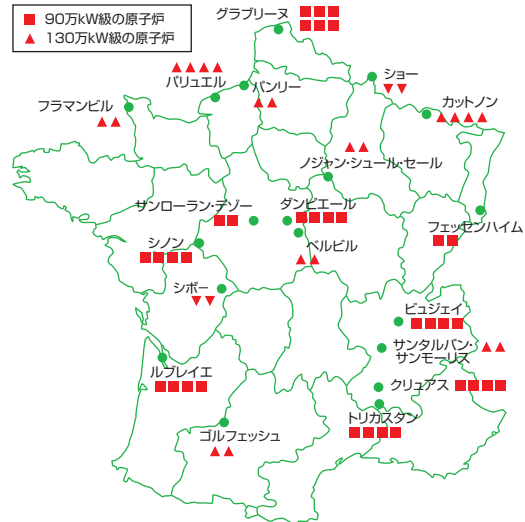 ■ 90万kW級の原子炉
▲ 130万kW級の原子炉
グラブリーヌ
パリュエル
パンリー
ショー
フラマンビル
カットノン
ノジャン・シュール・セール
サンローラン・デゾー
ダンピエール
フェッセンハイム
シノン
ベルビル
シボー
ビュジェイ
サンタルバン・
サンモーリス
ルブレイエ
クリュアス
トリカスタン
ゴルフェッシュ